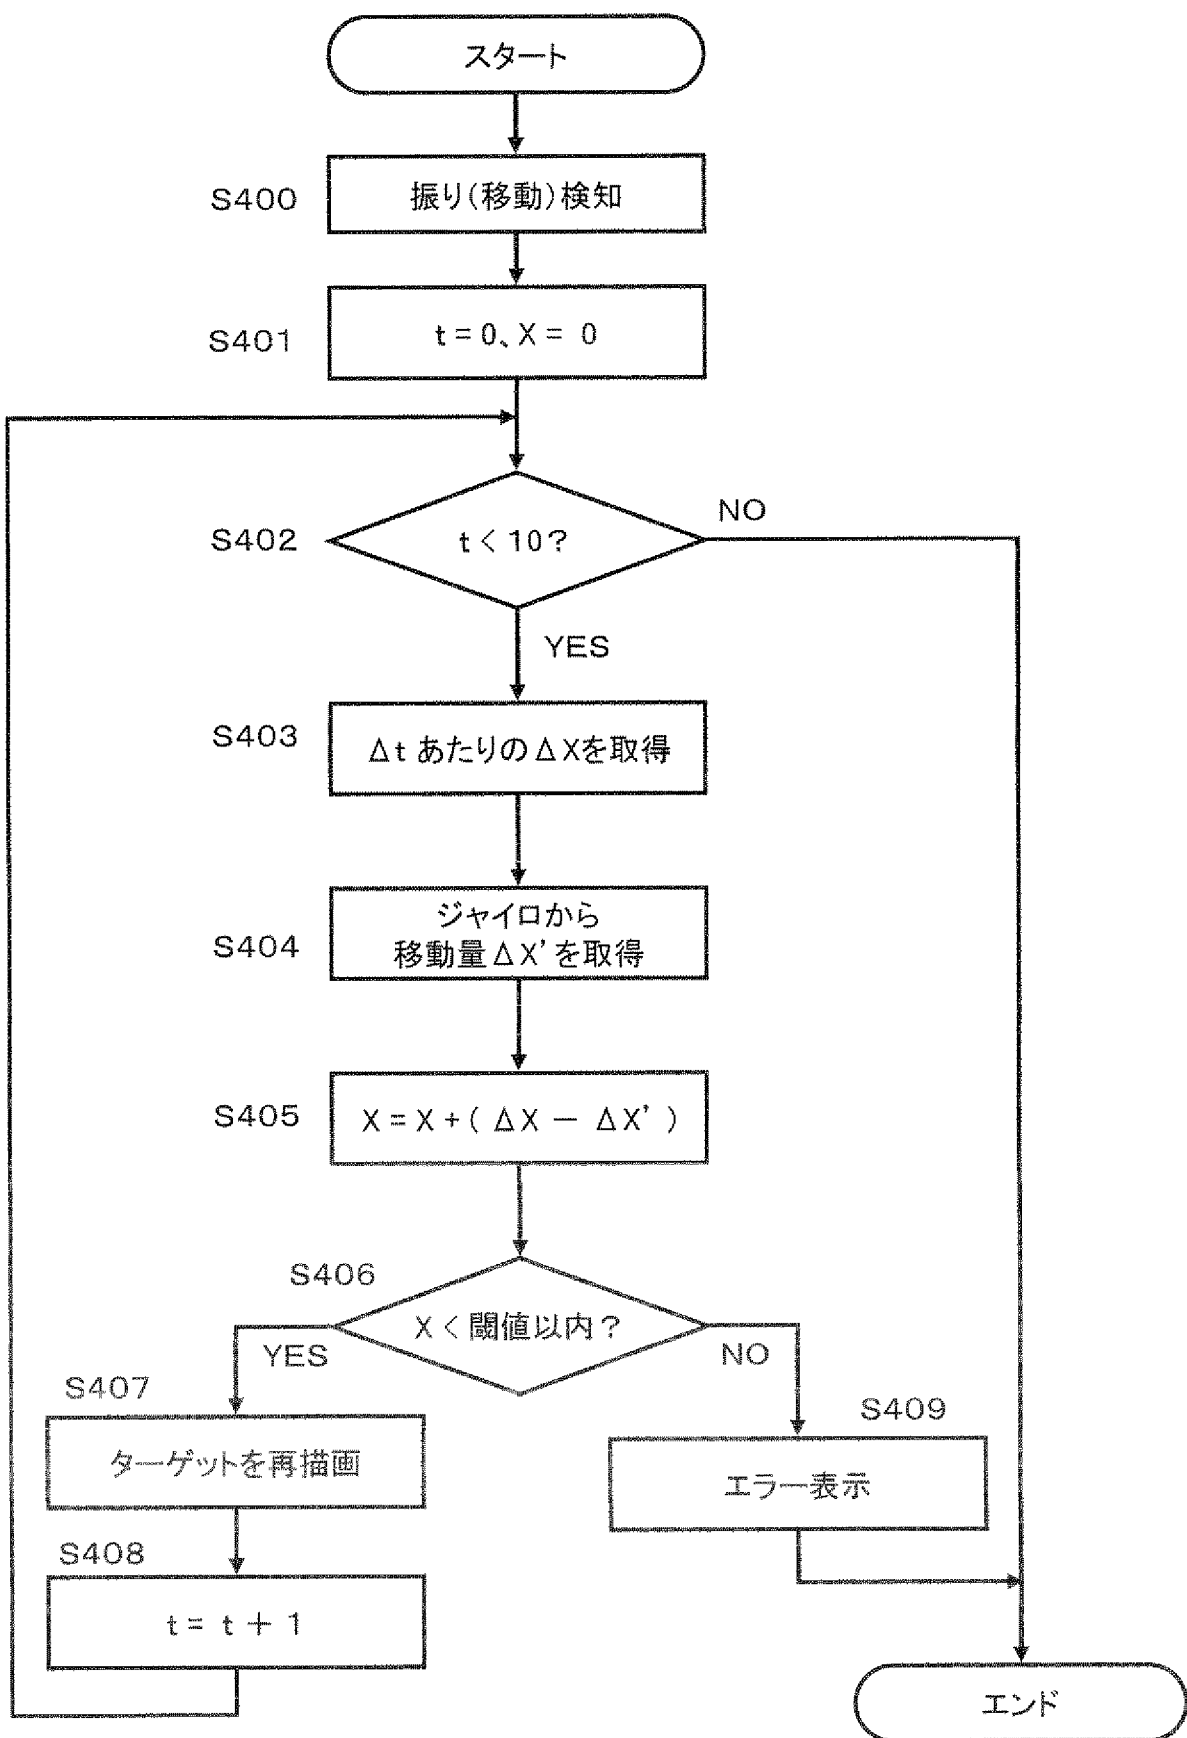 スタート
S400
振り(移動)検知
S401
t = 0、X = 0
S402
t < 10?
NO
YES
S403
Δt あたりの ΔXを取得
S404
ジャイロから
移動量ΔX'を取得
S405
X = X + ( ΔX － ΔX' )
S406
X < 閾値以内?
YES
NO
S407
ターゲットを再描画
S409
エラー表示
S408
t = t + 1
エンド